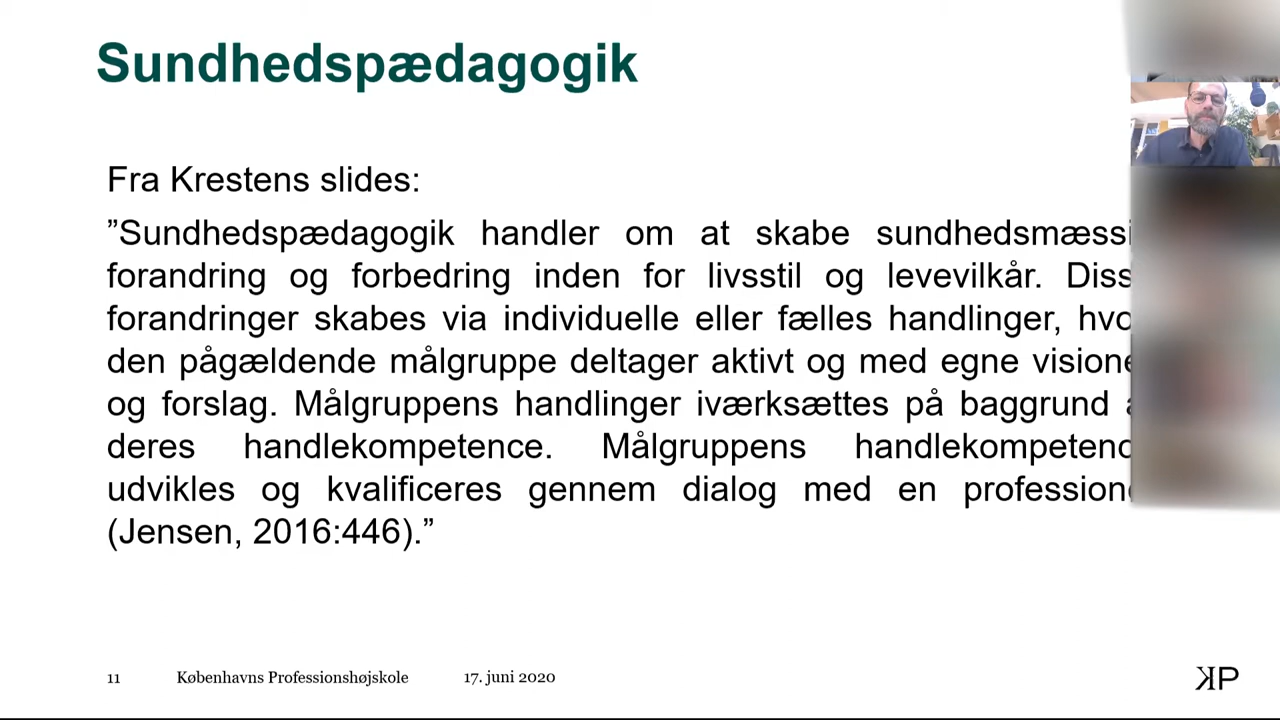 Sundhedspædagogik
Fra Krestens slides:
”Sundhedspædagogik handler om at skabe sundhedsmæssi
forandring og forbedring inden for livsstil og levevilkår. Diss
forandringer skabes via individuelle eller fælles handlinger, hvo
den pågældende målgruppe deltager aktivt og med egne visione
og forslag. Målgruppens handlinger iværksættes på baggrund
deres handlekompetence. Målgruppens handlekompetenc
udvikles og kvalificeres gennem dialog med en profession
(Jensen, 2016:446).”
11 Københavns Professionshøjskole 17. juni 2020
KP